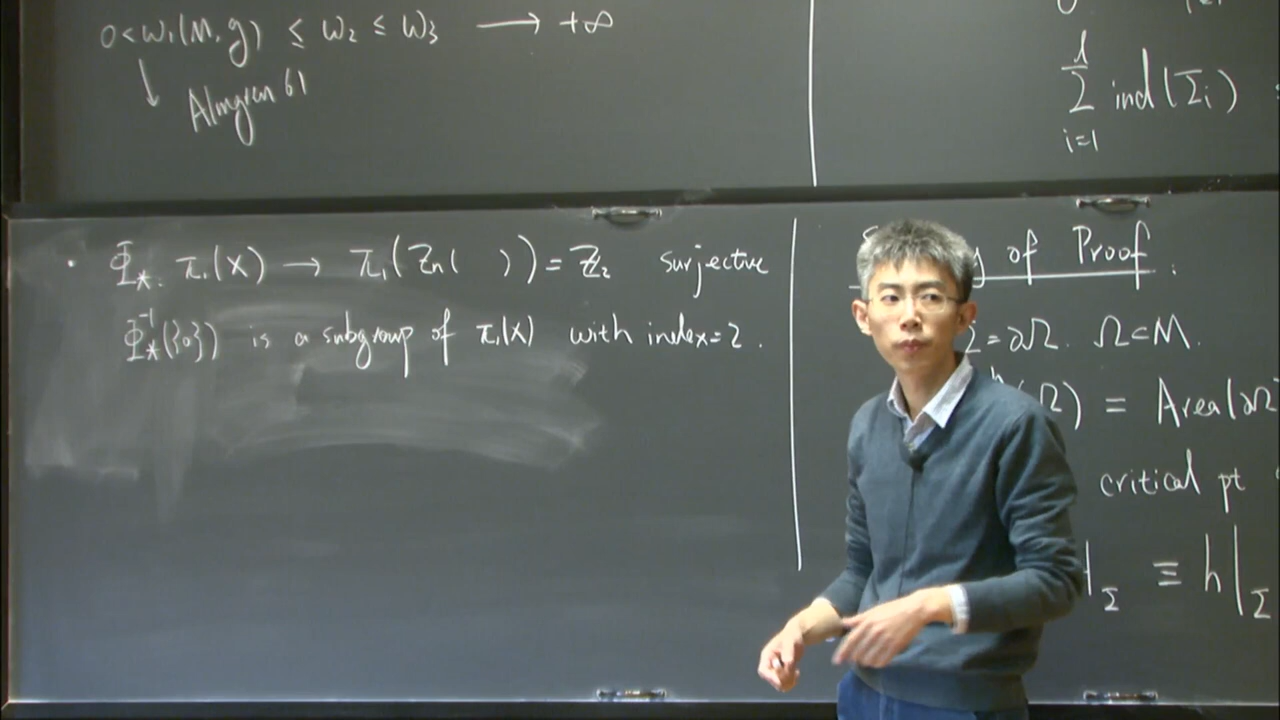 0 < ω₁(M, g) ≤ ω₂ ≤ ω₃ ⟶ +∞
↓ Almgren 61
l
Σ ind(Σᵢ)
i=1
• Φ⋆: π₁(X) → π₁(Zn( )) = ℤ₂ surjective
Φ⋆⁻¹({0}) is a subgroup of π₁(X) with index=2.
of Proof.
= ∂Ω. Ω⊂M.
(Ω) = Area(∂Ω
critical pt
H_Σ ≡ h|_Σ